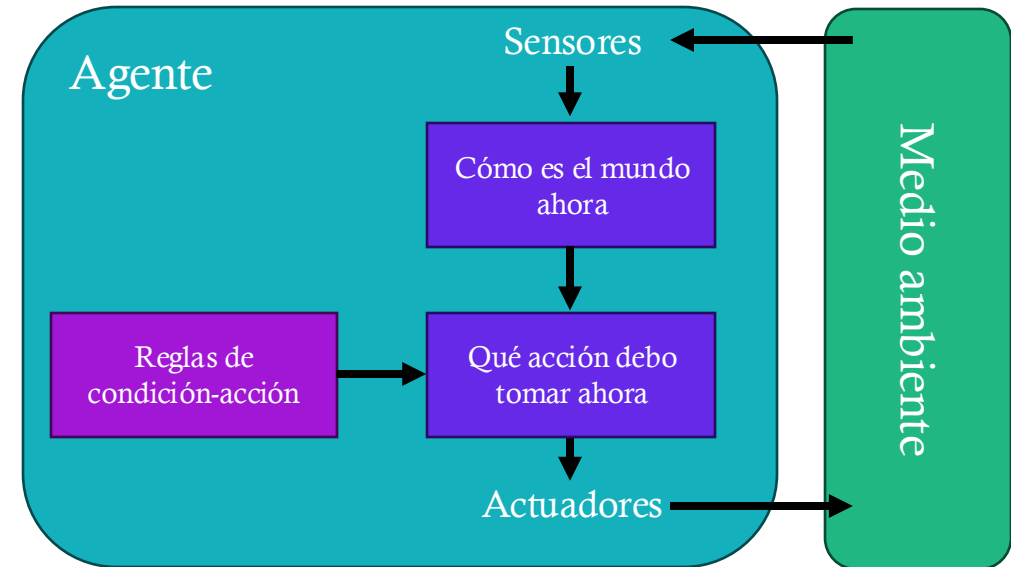 Agente
Sensores
Cómo es el mundo
ahora
Reglas de
condición-acción
Qué acción debo
tomar ahora
Actuadores
Medio ambiente